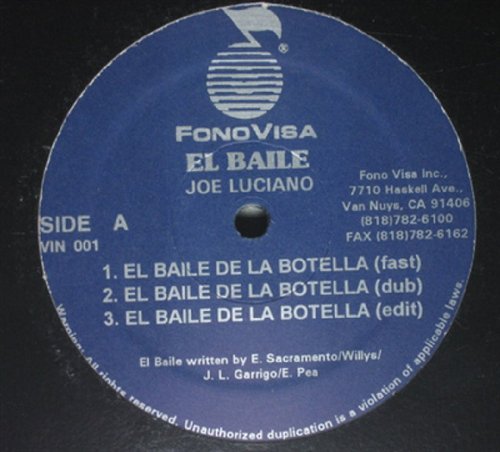 ®
FONOVISA
EL BAILE
JOE LUCIANO
Fono Visa Inc.,
7710 Haskell Ave.,
Van Nuys, CA 91406
(818)782-6100
FAX (818)782-6162
SIDE A
VIN 001
1. EL BAILE DE LA BOTELLA (fast)
2. EL BAILE DE LA BOTELLA (dub)
3. EL BAILE DE LA BOTELLA (edit)
El Baile written by E. Sacramento/Willys/
J. L. Garrigo/E. Pea
Warning: All rights reserved. Unauthorized duplication is a violation of applicable laws.